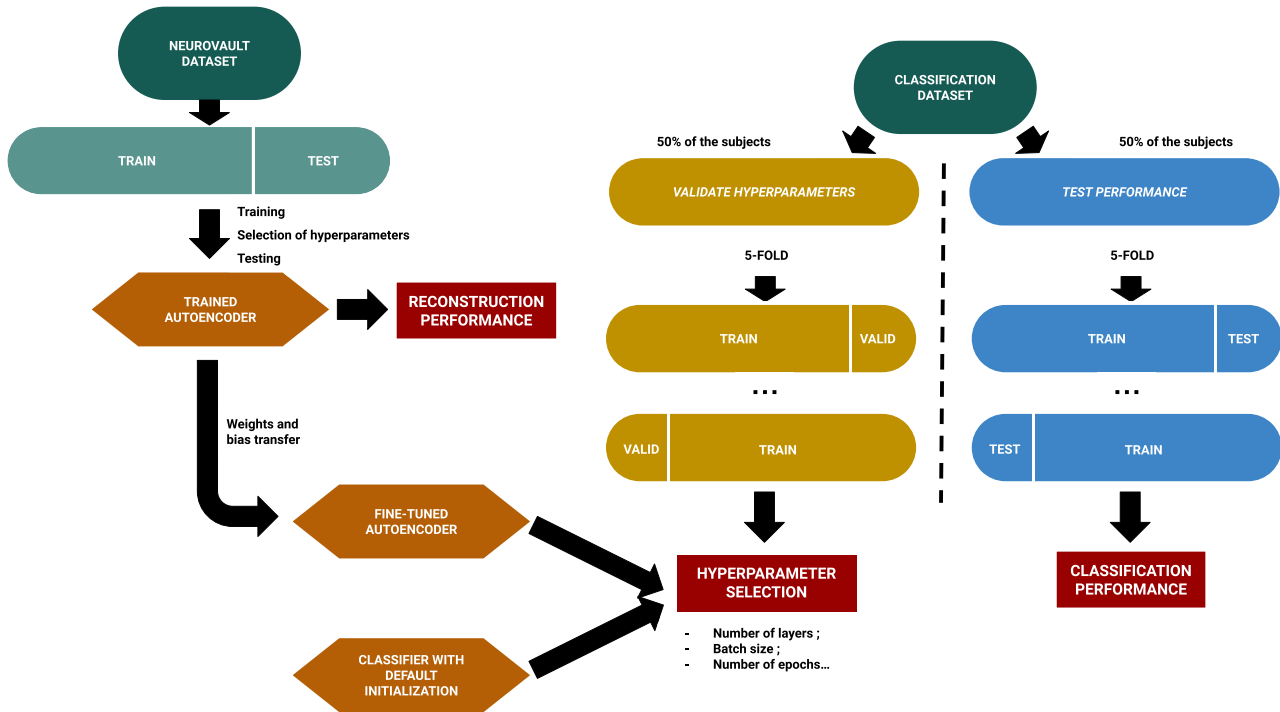 NEUROVAULT
DATASET
TRAIN
TEST
Training
Selection of hyperparameters
Testing
TRAINED
AUTOENCODER
RECONSTRUCTION
PERFORMANCE
Weights and
bias transfer
FINE-TUNED
AUTOENCODER
CLASSIFIER WITH
DEFAULT
INITIALIZATION
CLASSIFICATION
DATASET
50% of the subjects
50% of the subjects
VALIDATE HYPERPARAMETERS
TEST PERFORMANCE
5-FOLD
5-FOLD
TRAIN
VALID
TRAIN
TEST
...
...
VALID
TRAIN
TEST
TRAIN
HYPERPARAMETER
SELECTION
- Number of layers ;
- Batch size ;
- Number of epochs…
CLASSIFICATION
PERFORMANCE